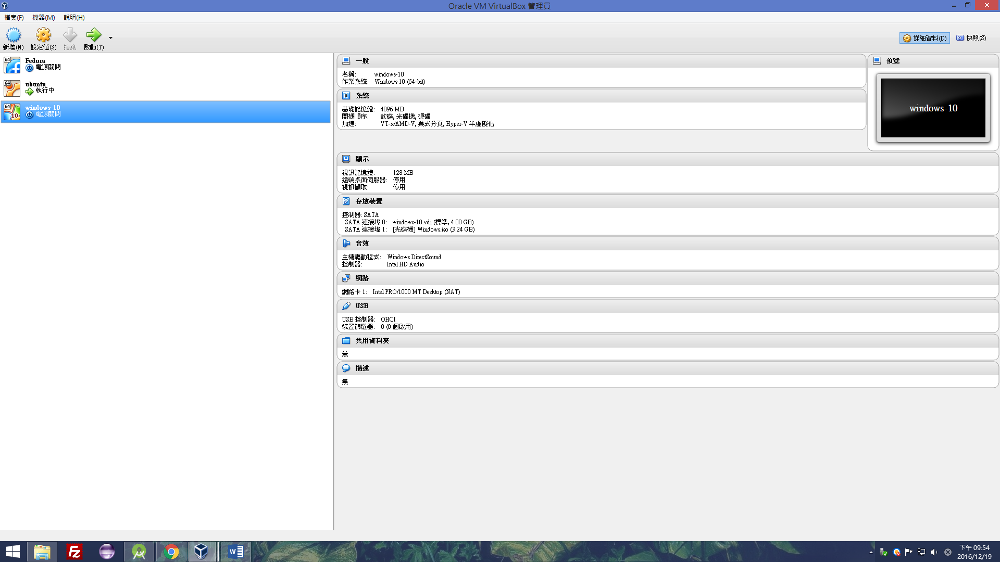 Oracle VM VirtualBox 管理員
檔案(F) 機器(M) 說明(H)
新增(N) 設定值(S) 捨棄 啟動(T)
詳細資料(D) 快照(S)
64 Fedora
電源關閉
64 ubuntu
執行中
64 10 windows-10
電源關閉
一般
名稱: windows-10
作業系統: Windows 10 (64-bit)
系統
基礎記憶體: 4096 MB
開機順序: 軟碟, 光碟機, 硬碟
加速: VT-x/AMD-V, 巢式分頁, Hyper-V 半虛擬化
預覽
windows-10
顯示
視訊記憶體: 128 MB
遠端桌面伺服器: 停用
視訊擷取: 停用
存放裝置
控制器: SATA
SATA 連接埠 0: windows-10.vdi (標準, 4.00 GB)
SATA 連接埠 1: [光碟機] Windows.iso (3.24 GB)
音效
主機驅動程式: Windows DirectSound
控制器: Intel HD Audio
網路
網路卡 1: Intel PRO/1000 MT Desktop (NAT)
USB
USB 控制器: OHCI
裝置篩選器: 0 (0 個啟用)
共用資料夾
無
描述
無
下午 09:54
2016/12/19